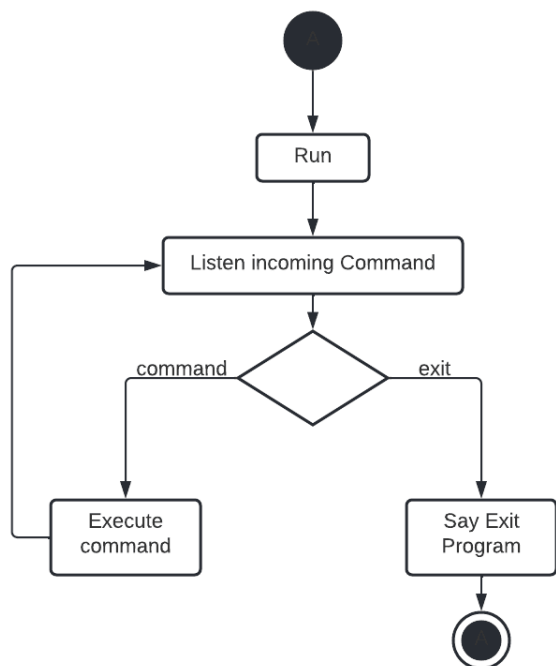 A
Run
Listen incoming Command
command
exit
Execute
command
Say Exit
Program
A